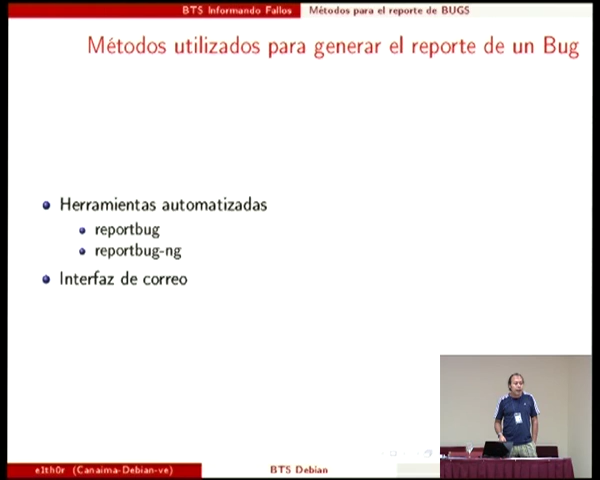 BTS Informando Fallos Métodos para el reporte de BUGS
Métodos utilizados para generar el reporte de un Bug
Herramientas automatizadas
reportbug
reportbug-ng
Interfaz de correo
e1th0r (Canaima-Debian-ve) BTS Debian